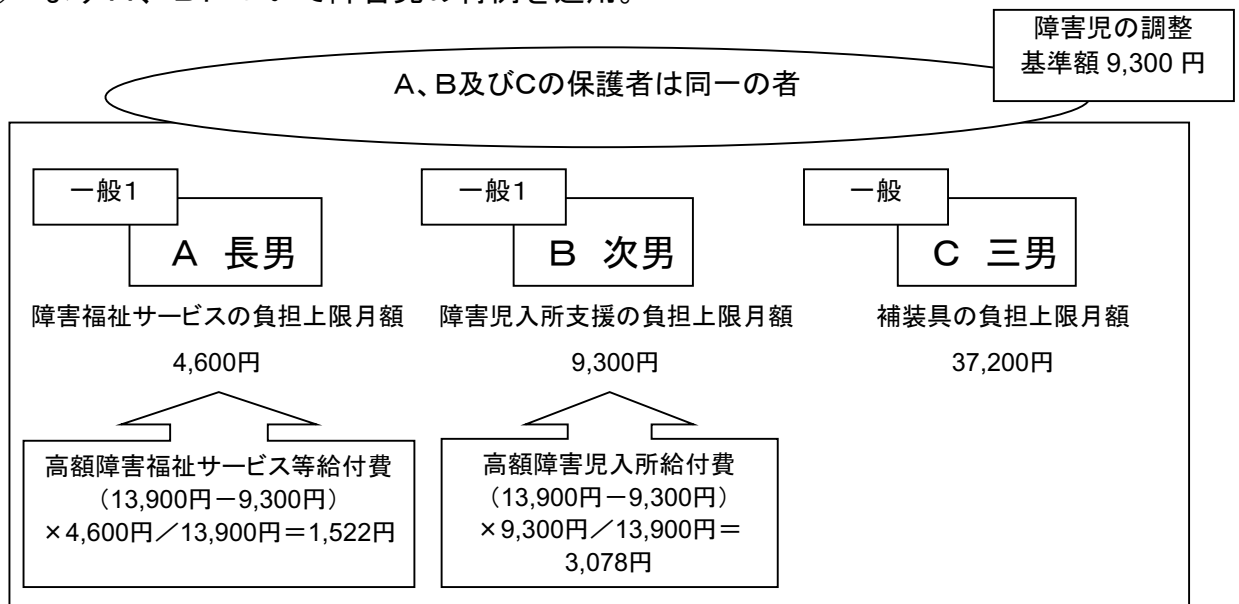 障害児の調整
基準額 9,300 円
A、B及びCの保護者は同一の者
一般1
A 長男
障害福祉サービスの負担上限月額
4,600円
高額障害福祉サービス等給付費
(13,900円-9,300円)
×4,600円/13,900円=1,522円
一般1
B 次男
障害児入所支援の負担上限月額
9,300円
高額障害児入所給付費
(13,900円-9,300円)
×9,300円/13,900円=
3,078円
一般
C 三男
補装具の負担上限月額
37,200円